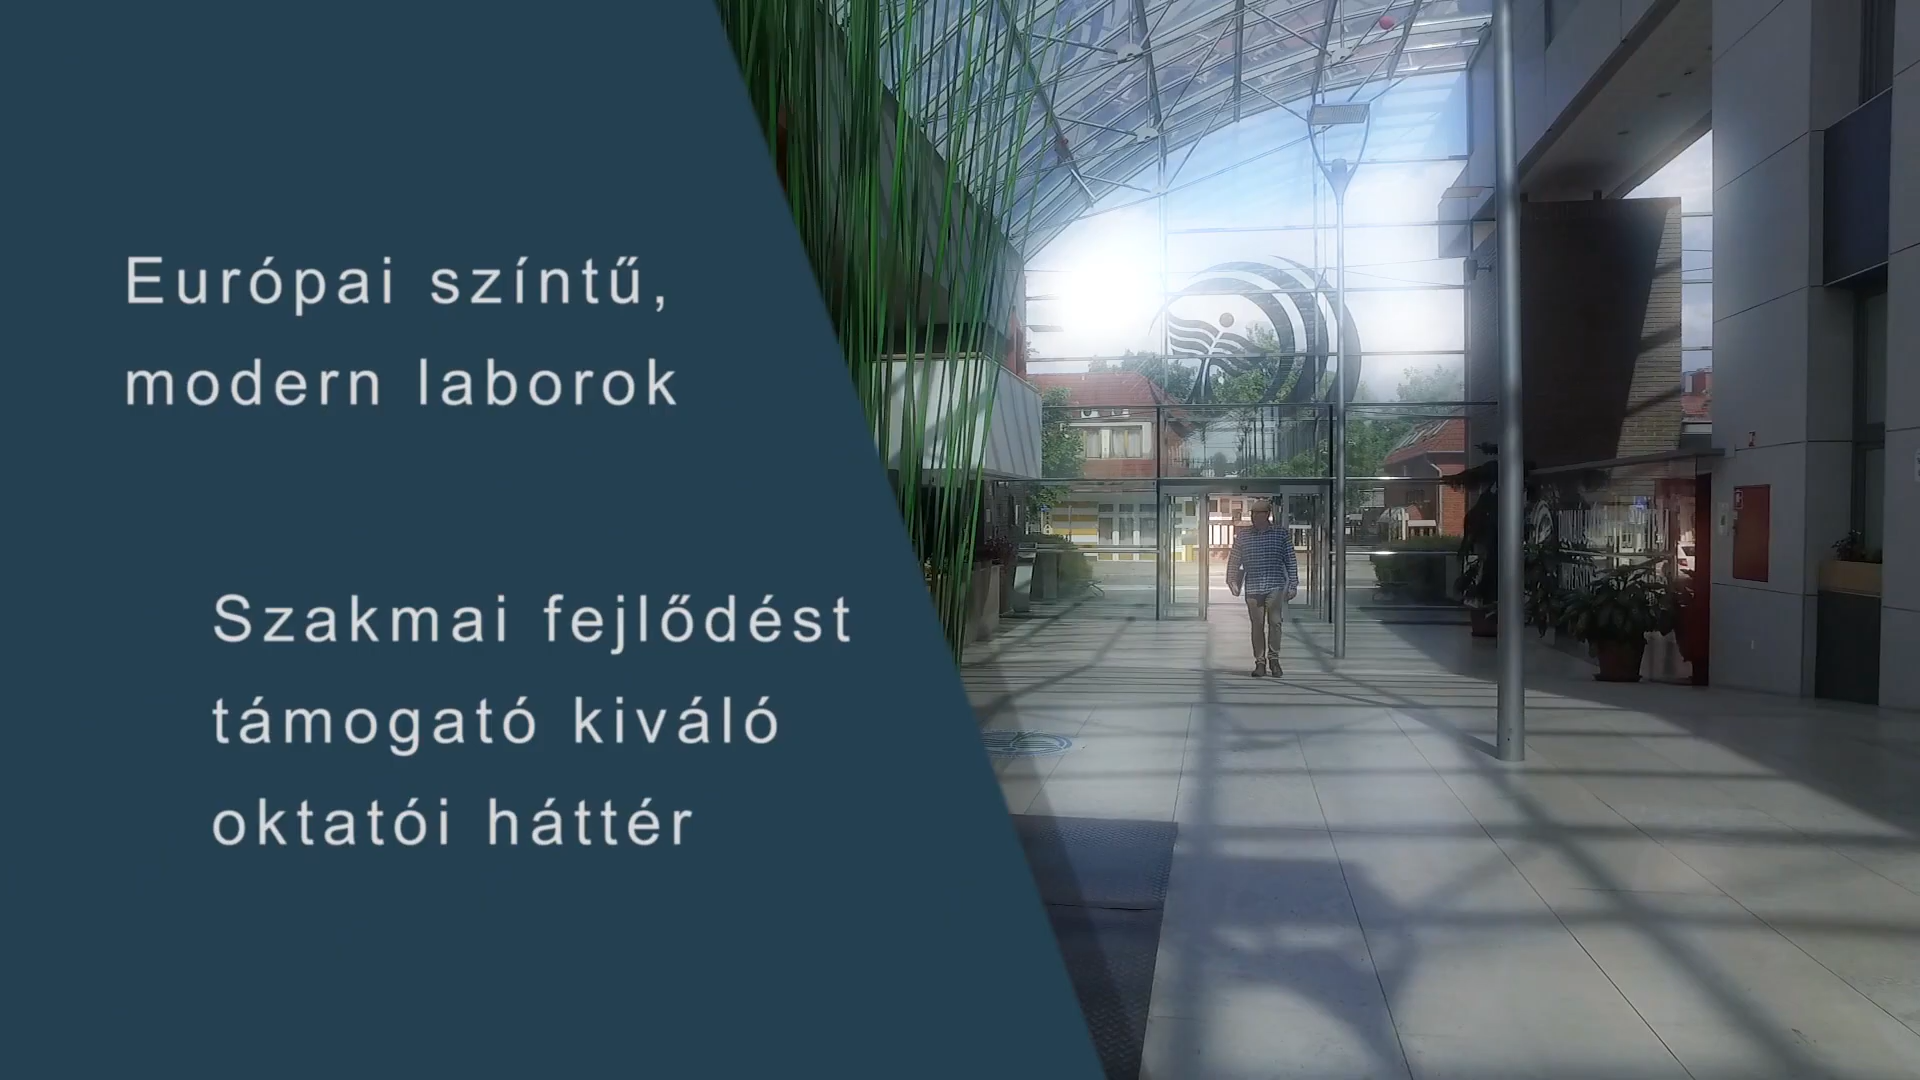 Európai színtű,
modern laborok
Szakmai fejlődést
támogató kiváló
oktatói háttér